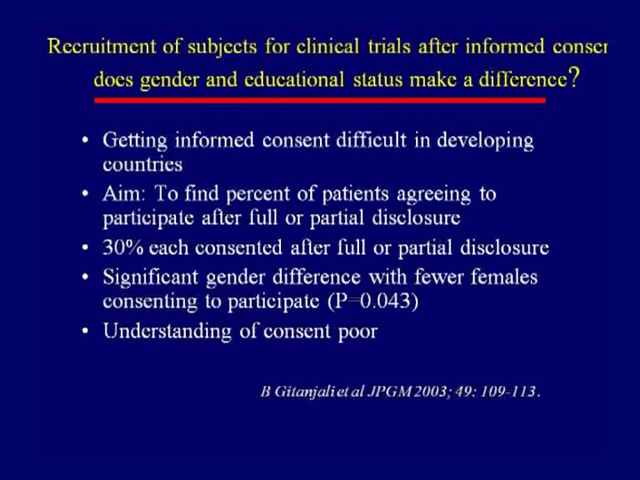 Recruitment of subjects for clinical trials after informed conser
does gender and educational status make a difference?
• Getting informed consent difficult in developing
countries
• Aim: To find percent of patients agreeing to
participate after full or partial disclosure
• 30% each consented after full or partial disclosure
• Significant gender difference with fewer females
consenting to participate (P=0.043)
• Understanding of consent poor
B Gitanjali et al JPGM 2003; 49: 109-113.